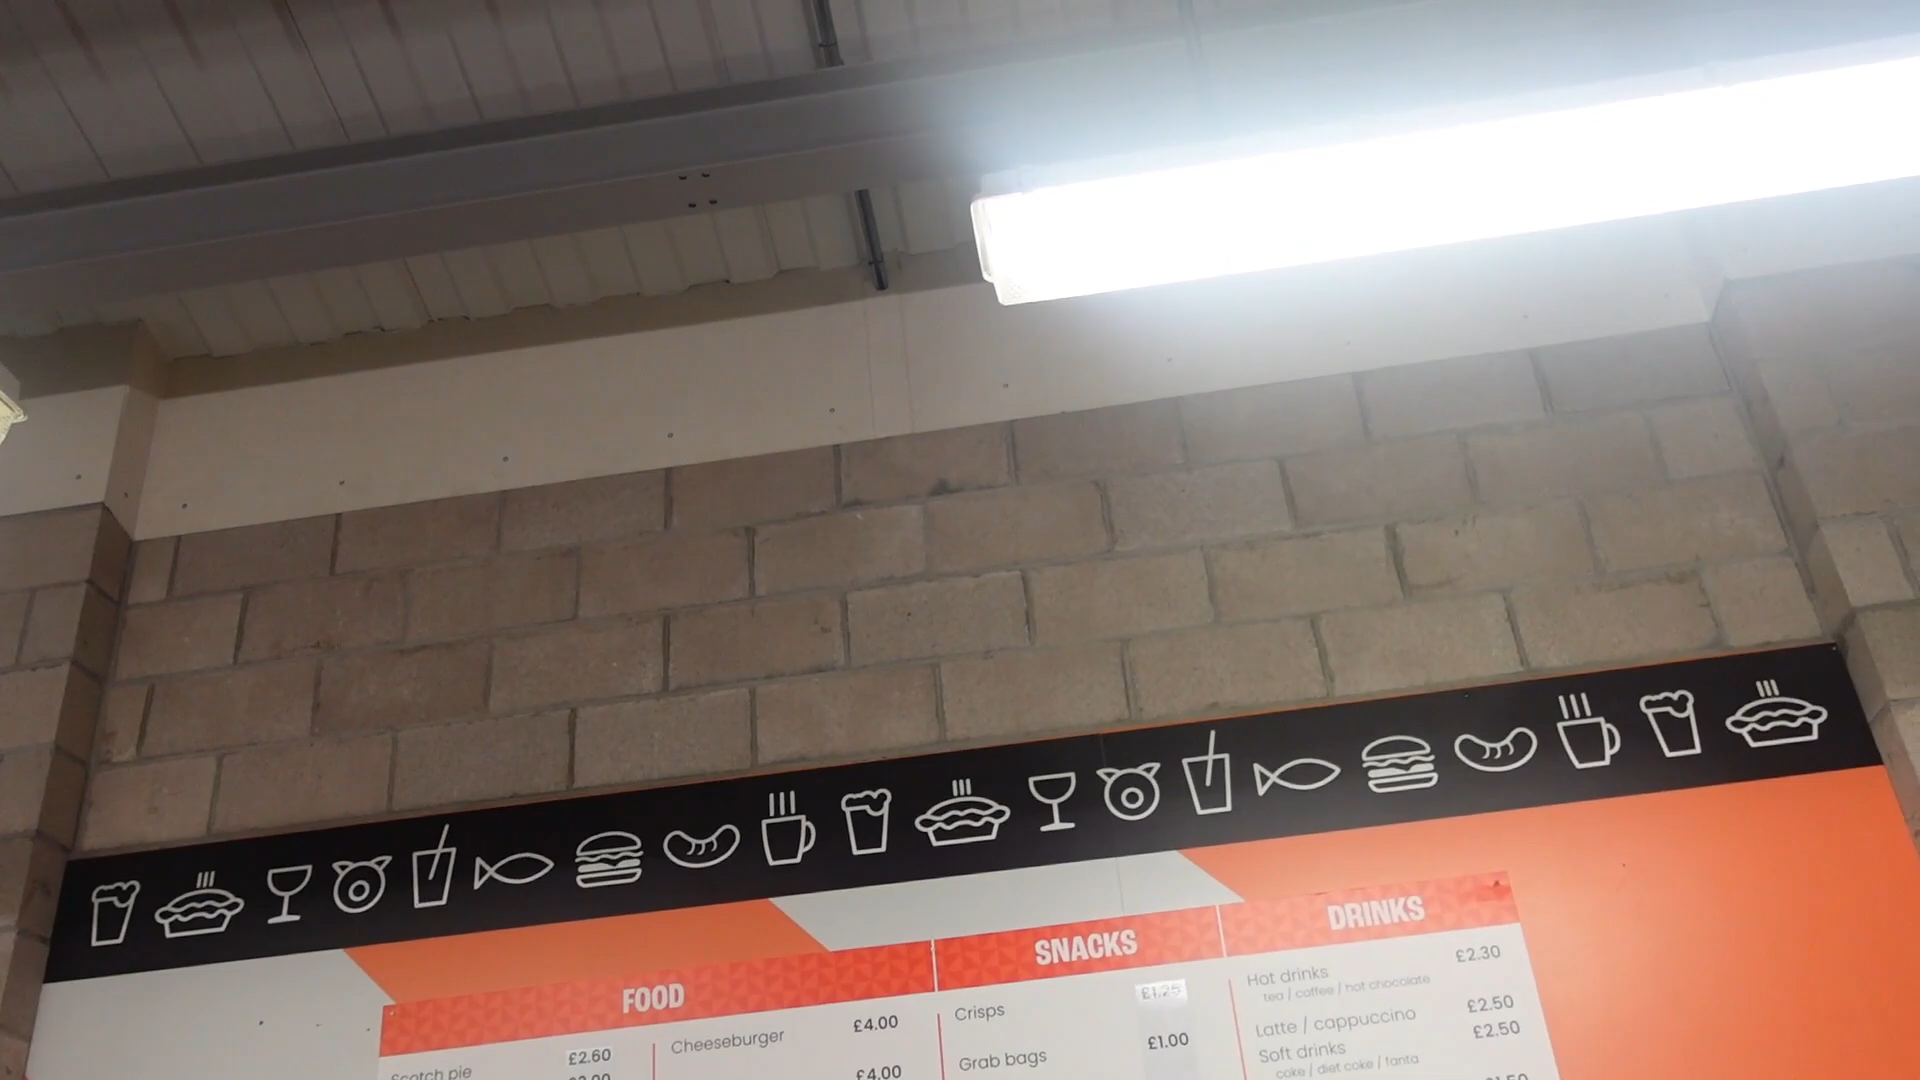 FOOD
£2.60
Scotch pie
Cheeseburger £4.00
£4.00
SNACKS
Crisps £1.25
Grab bags £1.00
DRINKS
Hot drinks £2.30
tea / coffee / hot chocolate
Latte / cappuccino £2.50
Soft drinks £2.50
coke / diet coke / fanta